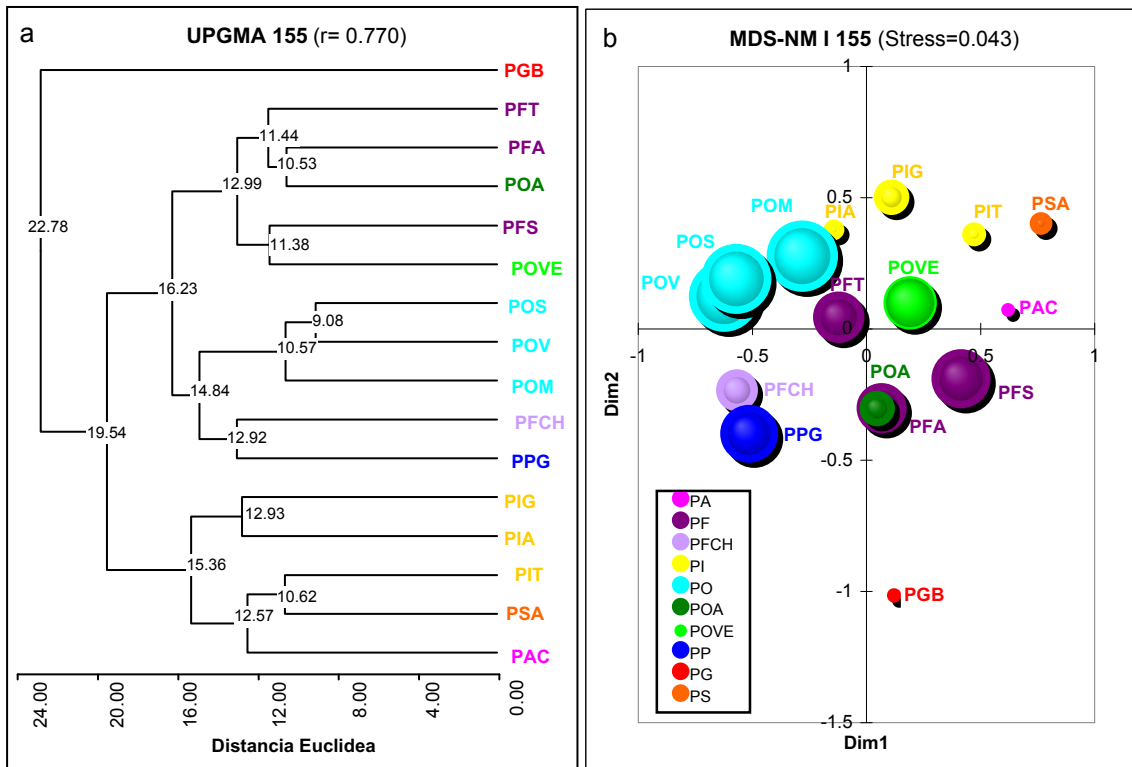 a
UPGMA 155 (r= 0.770)
PGB
PFT
11.44
PFA
10.53
POA
12.99
22.78
PFS
11.38
POVE
16.23
POS
9.08
POV
10.57
POM
14.84
PFCH
19.54
12.92
PPG
PIG
12.93
PIA
15.36
PIT
10.62
PSA
12.57
PAC
24.00
20.00
16.00
12.00
8.00
4.00
0.00
Distancia Euclidea
b
MDS-NM I 155 (Stress=0.043)
1
PIG
0.5
POM
PIA
PIT
PSA
POS
POVE
POV
PFT
PAC
0
-1
-0.5
0
0.5
1
Dim2
PFCH
POA
PFS
PPG
PFA
-0.5
PA
PF
PFCH
PI
PO
POA
POVE
PP
PG
PS
-1
PGB
-1.5
Dim1